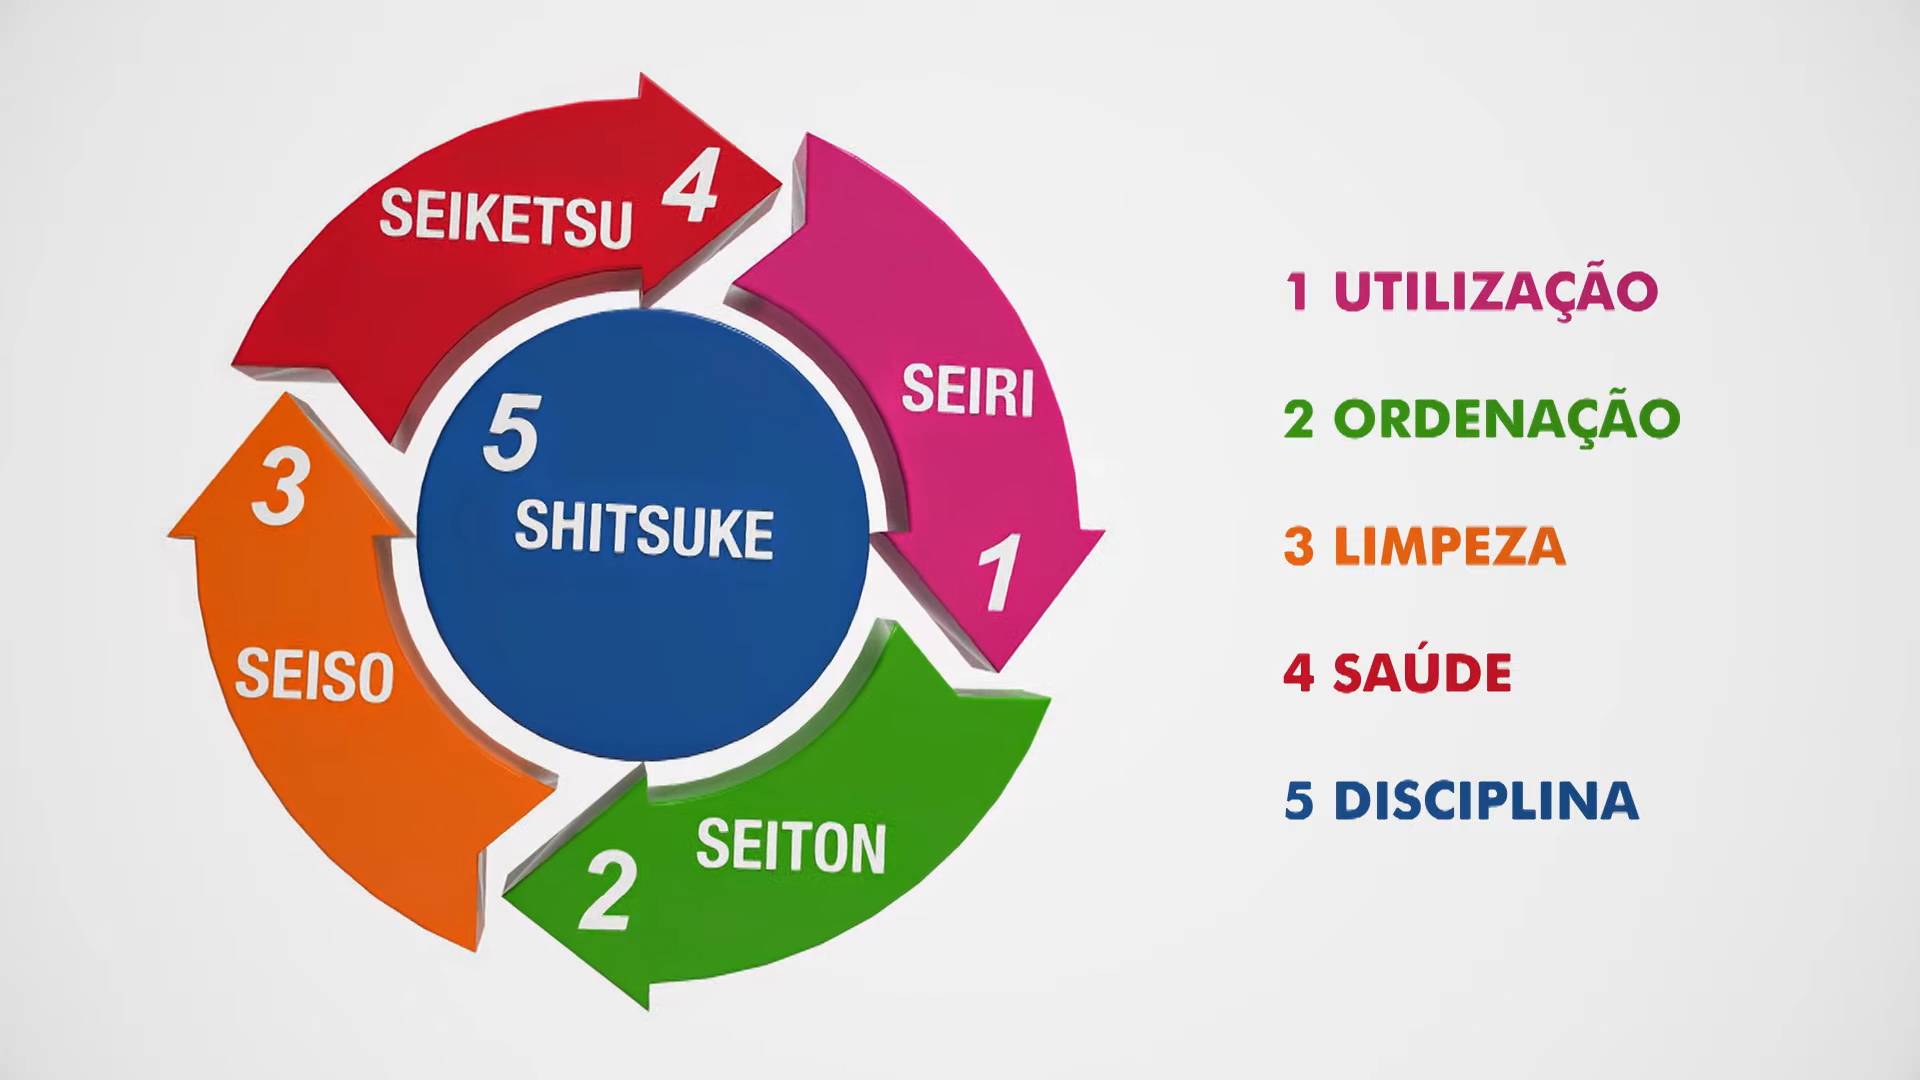 SEIKETSU 4
SEIRI 1
5
SHITSUKE
3
SEISO
SEITON
2
1 UTILIZAÇÃO
2 ORDENAÇÃO
3 LIMPEZA
4 SAÚDE
5 DISCIPLINA